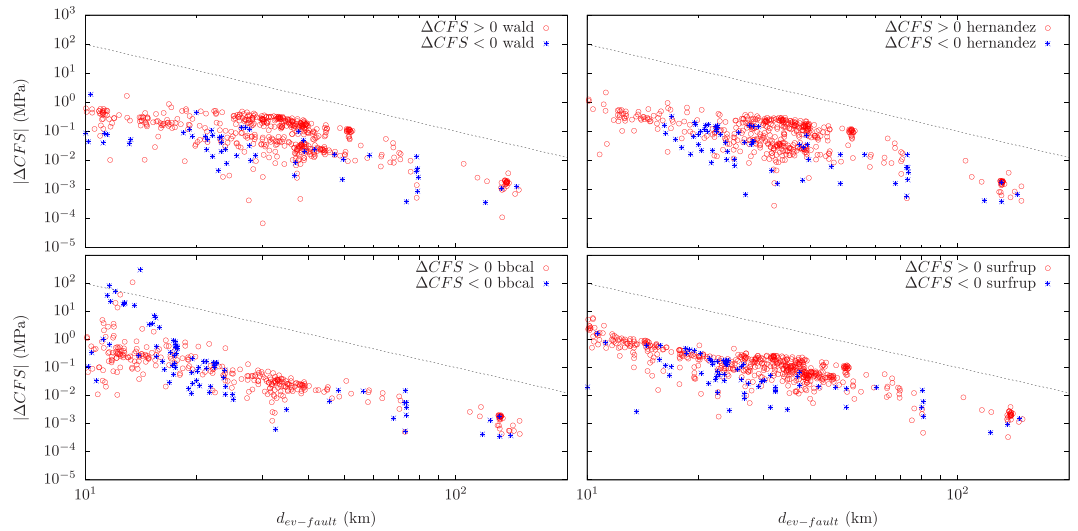 10^3
10^2
10^1
10^0
10^-1
10^-2
10^-3
10^-4
10^-5
|ΔCFS| (MPa)
ΔCFS > 0 wald
ΔCFS < 0 wald
ΔCFS > 0 hernandez
ΔCFS < 0 hernandez
10^2
10^1
10^0
10^-1
10^-2
10^-3
10^-4
10^-5
|ΔCFS| (MPa)
ΔCFS > 0 bbcal
ΔCFS < 0 bbcal
ΔCFS > 0 surfrup
ΔCFS < 0 surfrup
10^1 10^2 10^1 10^2
d_ev−fault (km) d_ev−fault (km)